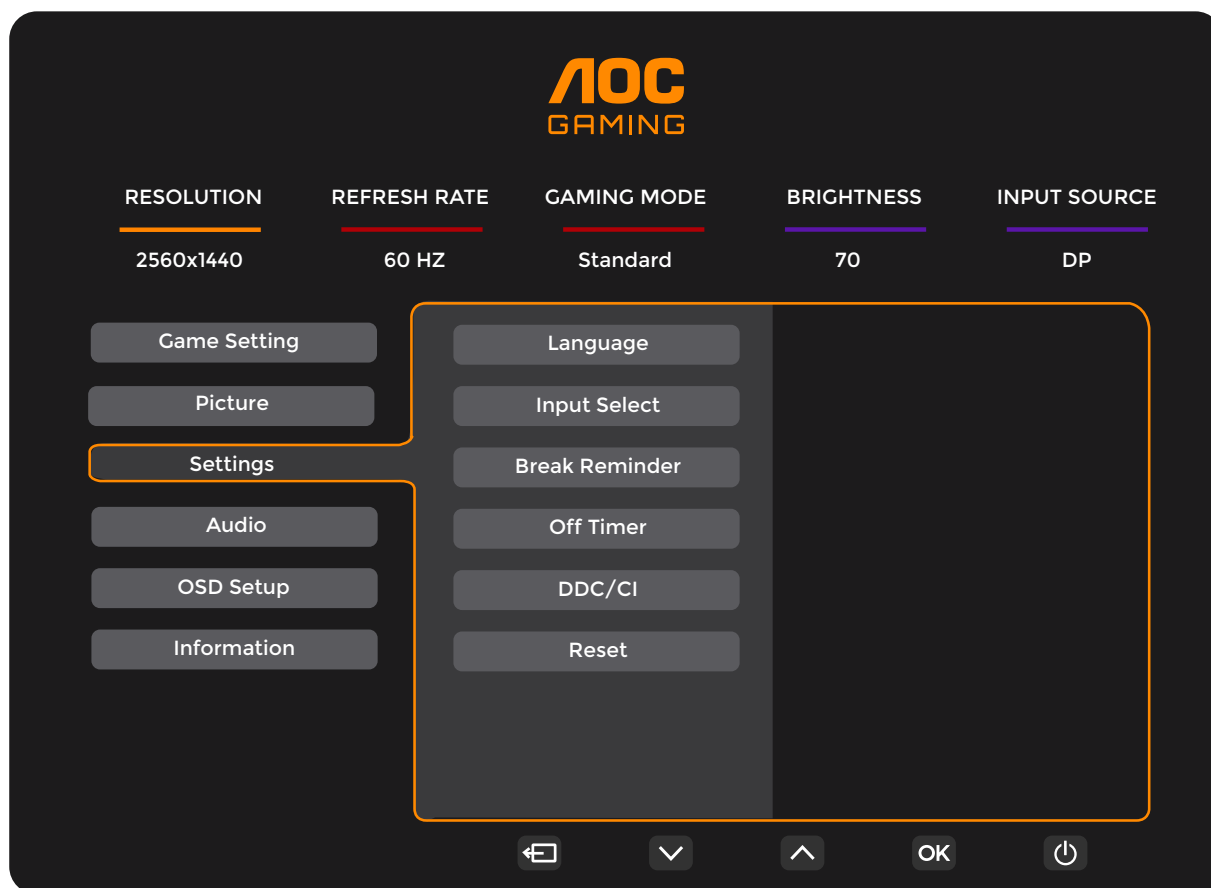 AOC
GAMING
RESOLUTION REFRESH RATE GAMING MODE BRIGHTNESS INPUT SOURCE
2560x1440 60 HZ Standard 70 DP
Game Setting
Picture
Settings
Audio
OSD Setup
Information
Language
Input Select
Break Reminder
Off Timer
DDC/CI
Reset
OK